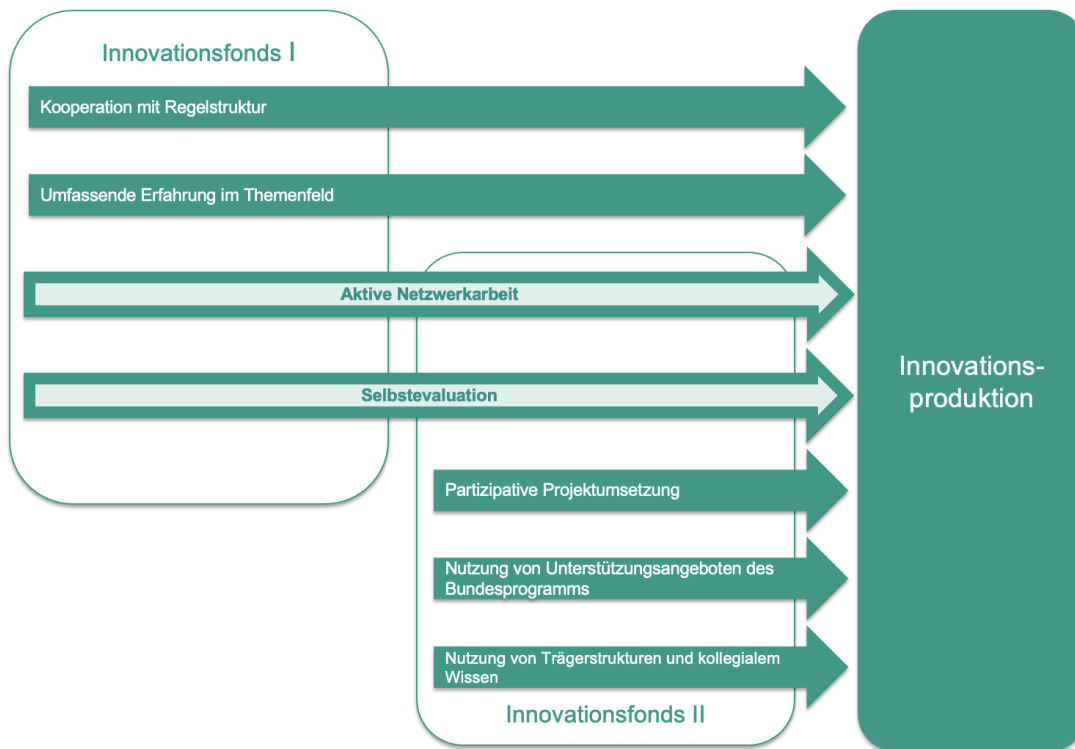 Innovationsfonds I
Kooperation mit Regelstruktur
Umfassende Erfahrung im Themenfeld
Aktive Netzwerkarbeit
Selbstevaluation
Partizipative Projektumsetzung
Nutzung von Unterstützungsangeboten des
Bundesprogramms
Nutzung von Trägerstrukturen und kollegialem
Wissen
Innovationsfonds II
Innovations-
produktion